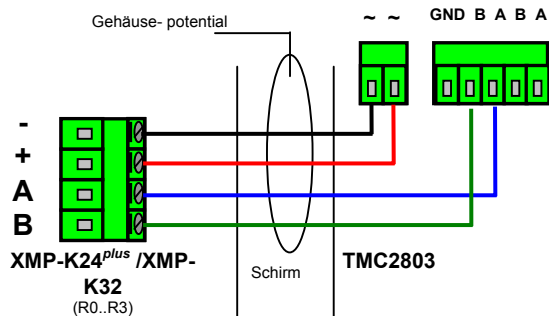 Gehäuse- potential
~ ~
GND B A B A
-
+
A
B
XMP-K24plus /XMP-
K32
(R0..R3)
Schirm
TMC2803